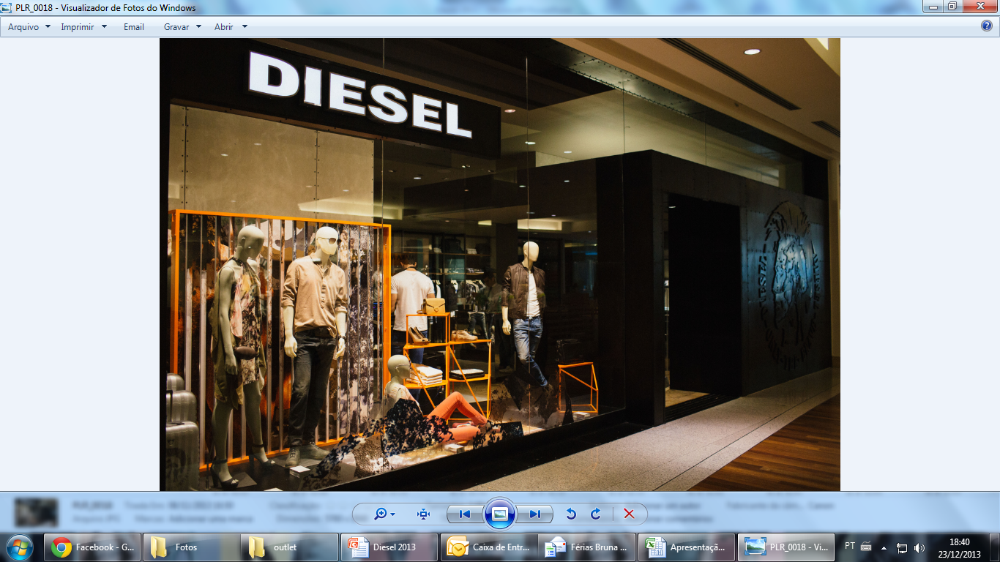 PLR_0018 - Visualizador de Fotos do Windows
Arquivo Imprimir Email Gravar Abrir
DIESEL
Facebook - G...
Fotos
outlet
Diesel 2013
Caixa de Entr...
Férias Bruna ...
Apresentaçã...
PLR_0018 - Vi...
PT
18:40
23/12/2013